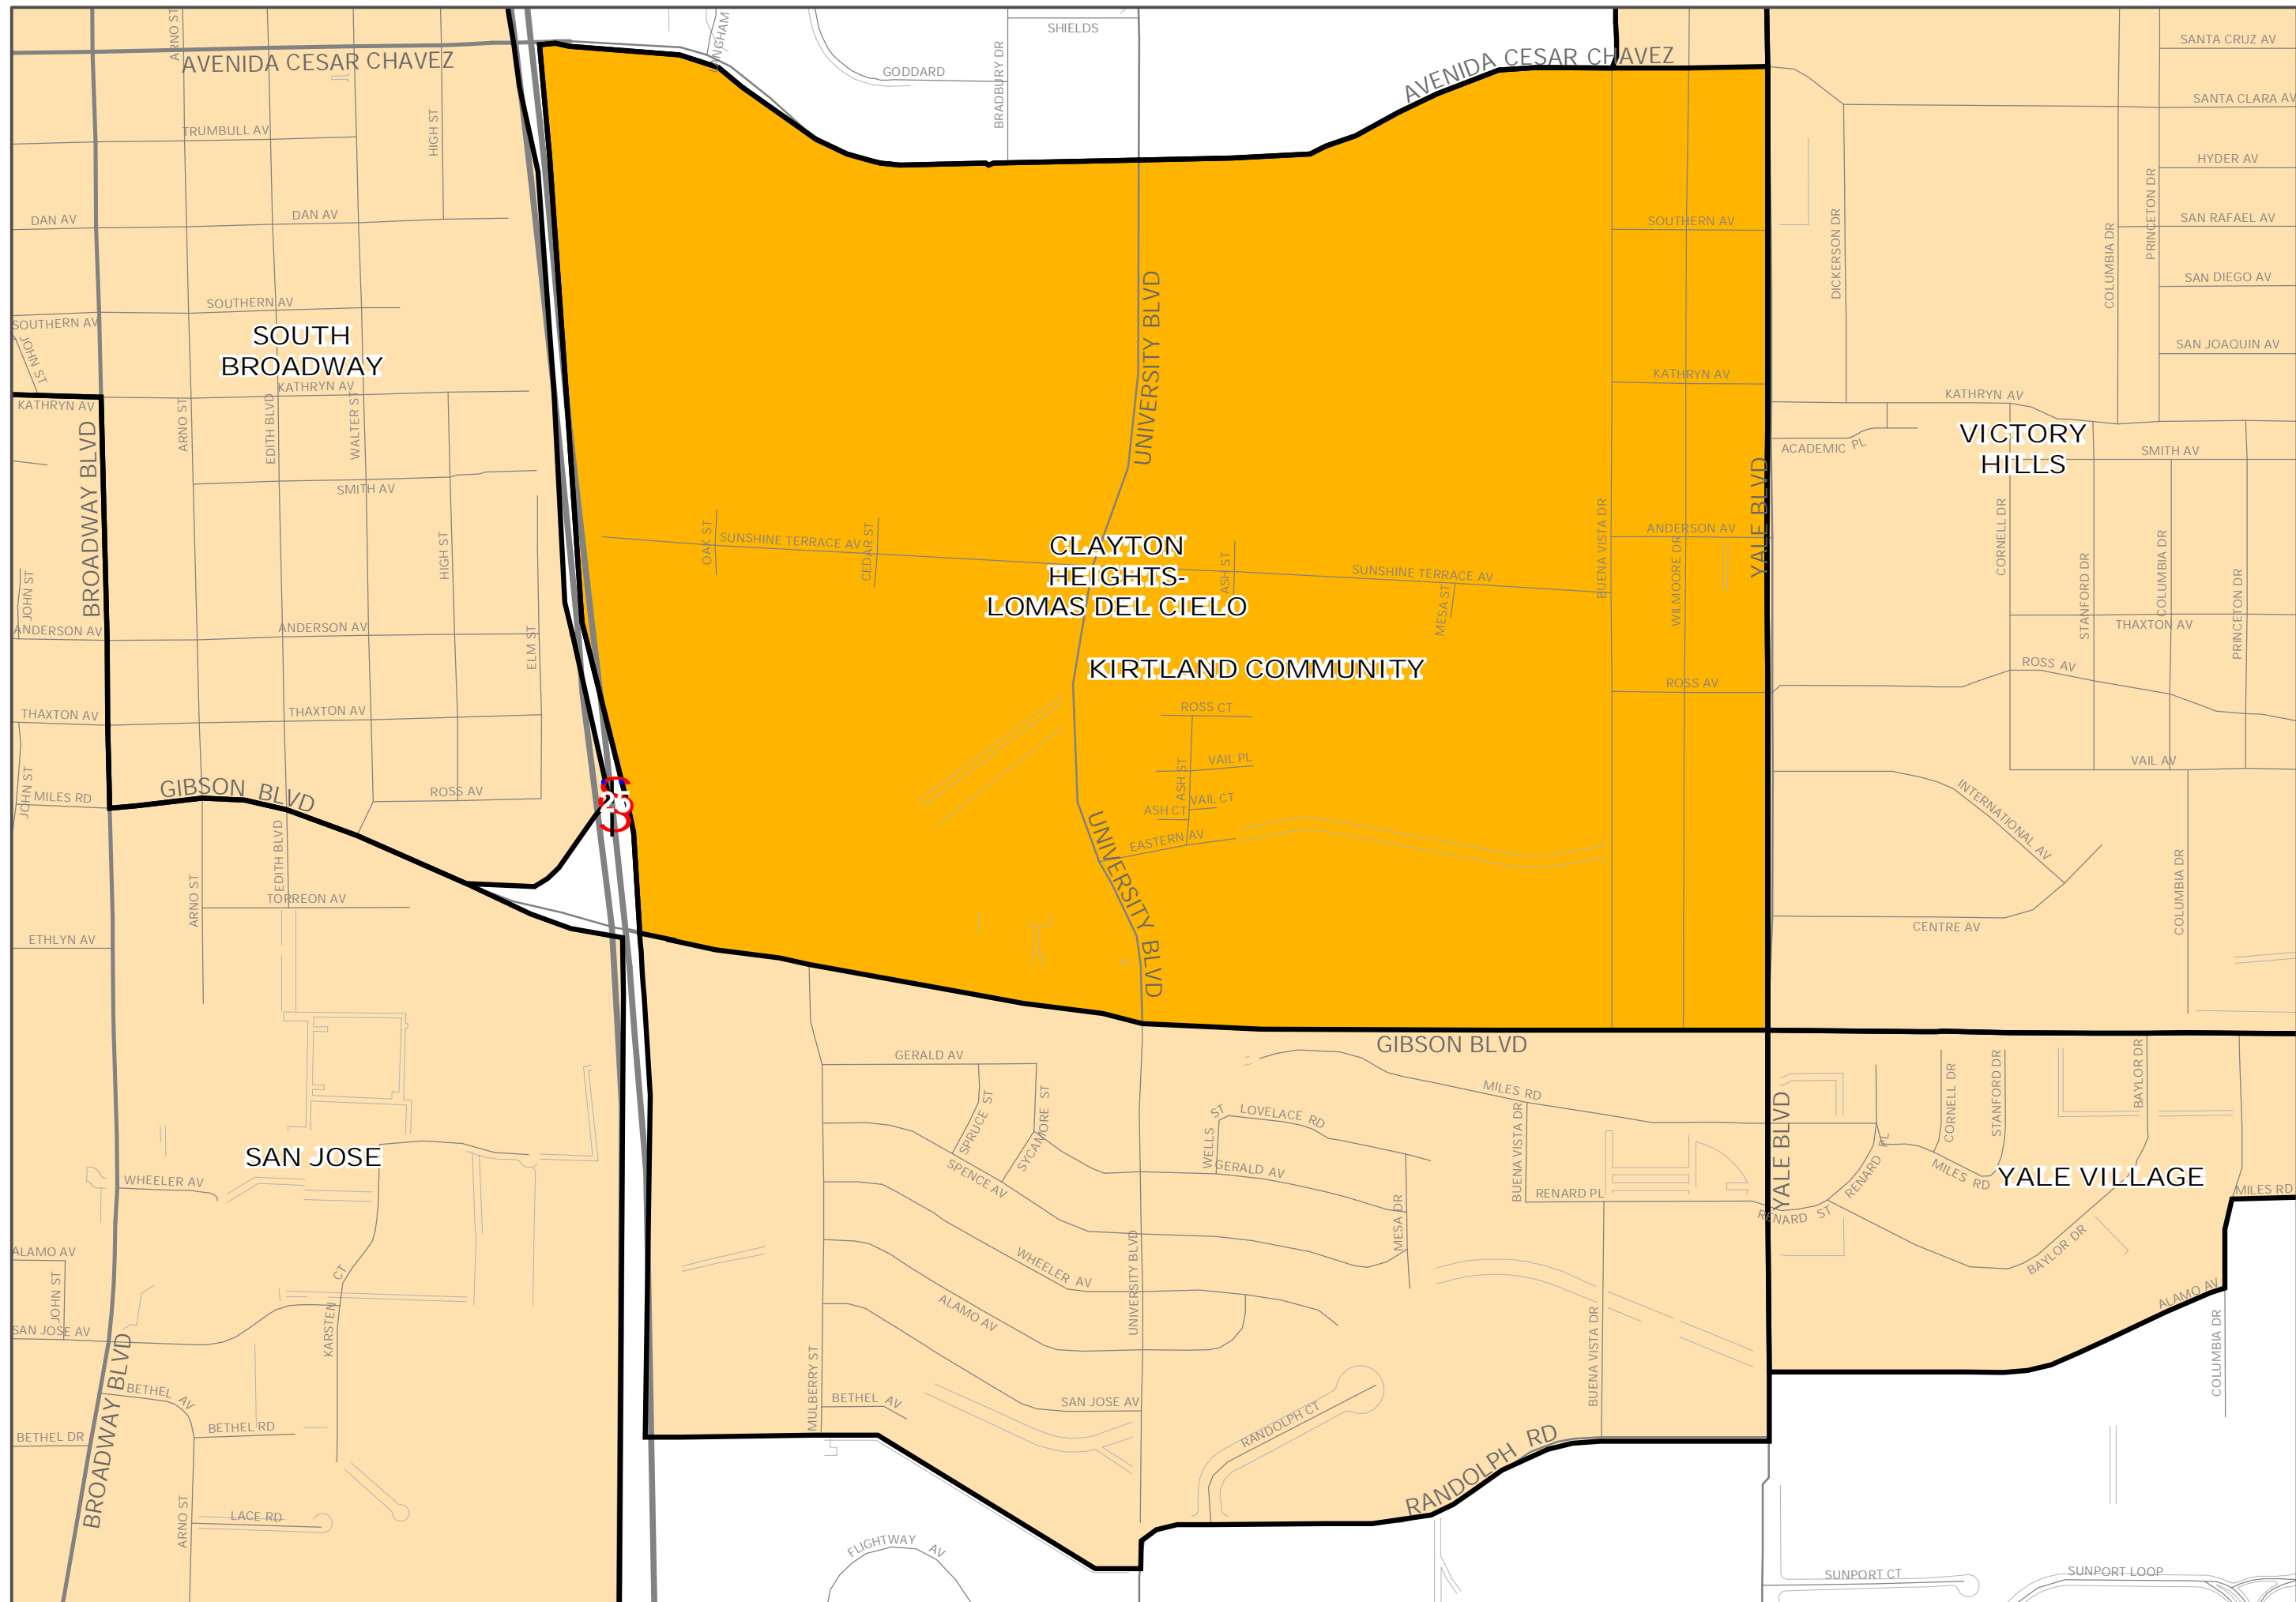 SHIELDS
ARNO ST
AVENIDA CESAR CHAVEZ
GODDARD
BRADBURY DR
AVENIDA CESAR CHAVEZ
SANTA CRUZ AV
SANTA CLARA AV
TRUMBULL AV
HIGH ST
HYDER AV
PRINCETON DR
DAN AV
DAN AV
SOUTHERN AV
DICKERSON DR
COLUMBIA DR
SAN RAFAEL AV
SAN DIEGO AV
SOUTHERN AV
SOUTHERN AV
JOHN ST
SOUTH
BROADWAY
UNIVERSITY BLVD
SAN JOAQUIN AV
KATHRYN AV
KATHRYN AV
KATHRYN AV
KATHRYN AV
ARNO ST
EDITH BLVD
WALTER ST
BROADWAY BLVD
VICTORY
HILLS
ACADEMIC PL
SMITH AV
SMITH AV
YALE BLVD
OAK ST
SUNSHINE TERRACE AV
CEDAR ST
CLAYTON
HEIGHTS-
LOMAS DEL CIELO
ASH ST
SUNSHINE TERRACE AV
MESA ST
BUENA VISTA DR
ANDERSON AV
WILMOORE DR
CORNELL DR
STANFORD DR
COLUMBIA DR
PRINCETON DR
HIGH ST
JOHN ST
ANDERSON AV
ANDERSON AV
ELM ST
THAXTON AV
KIRTLAND COMMUNITY
ROSS AV
ROSS AV
ROSS CT
THAXTON AV
THAXTON AV
VAIL PL
VAIL AV
ASH ST
VAIL CT
ASH CT
EASTERN AV
JOHN ST
MILES RD
GIBSON BLVD
ROSS AV
25
INTERNATIONAL AV
UNIVERSITY BLVD
EDITH BLVD
ARNO ST
TORREON AV
COLUMBIA DR
CENTRE AV
ETHLYN AV
GIBSON BLVD
GERALD AV
MILES RD
SPRUCE ST
SYCAMORE ST
WELLS ST
LOVELACE RD
BUENA VISTA DR
YALE BLVD
CORNELL DR
STANFORD DR
BAYLOR DR
SAN JOSE
SPENCE AV
GERALD AV
RENARD PL
RENARD PL
MILES RD
YALE VILLAGE
MILES RD
WHEELER AV
MESA DR
RENARD ST
BAYLOR DR
ALAMO AV
JOHN ST
KARSTEN CT
WHEELER AV
UNIVERSITY BLVD
ALAMO AV
ALAMO AV
SAN JOSE AV
BROADWAY BLVD
MULBERRY ST
BUENA VISTA DR
COLUMBIA DR
BETHEL AV
BETHEL AV
SAN JOSE AV
BETHEL RD
BETHEL DR
RANDOLPH CT
RANDOLPH RD
ARNO ST
LACE RD
FLIGHTWAY AV
SUNPORT CT
SUNPORT LOOP